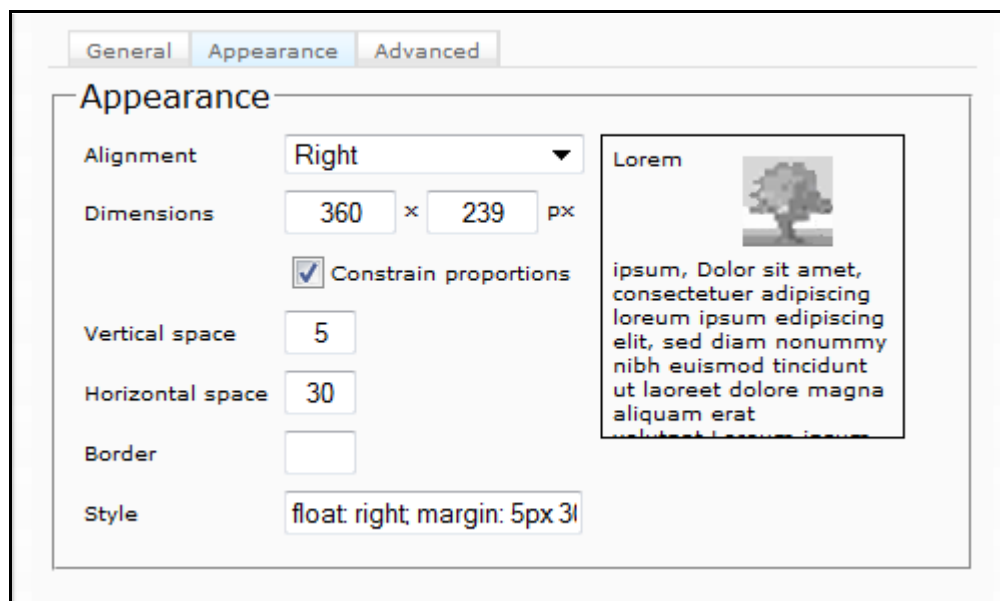 General Appearance Advanced
Appearance
Alignment Right
Dimensions 360 × 239 px
Constrain proportions
Vertical space 5
Horizontal space 30
Border
Style float: right; margin: 5px 30
Lorem
ipsum, Dolor sit amet,
consectetuer adipiscing
loreum ipsum edipiscing
elit, sed diam nonummy
nibh euismod tincidunt
ut laoreet dolore magna
aliquam erat